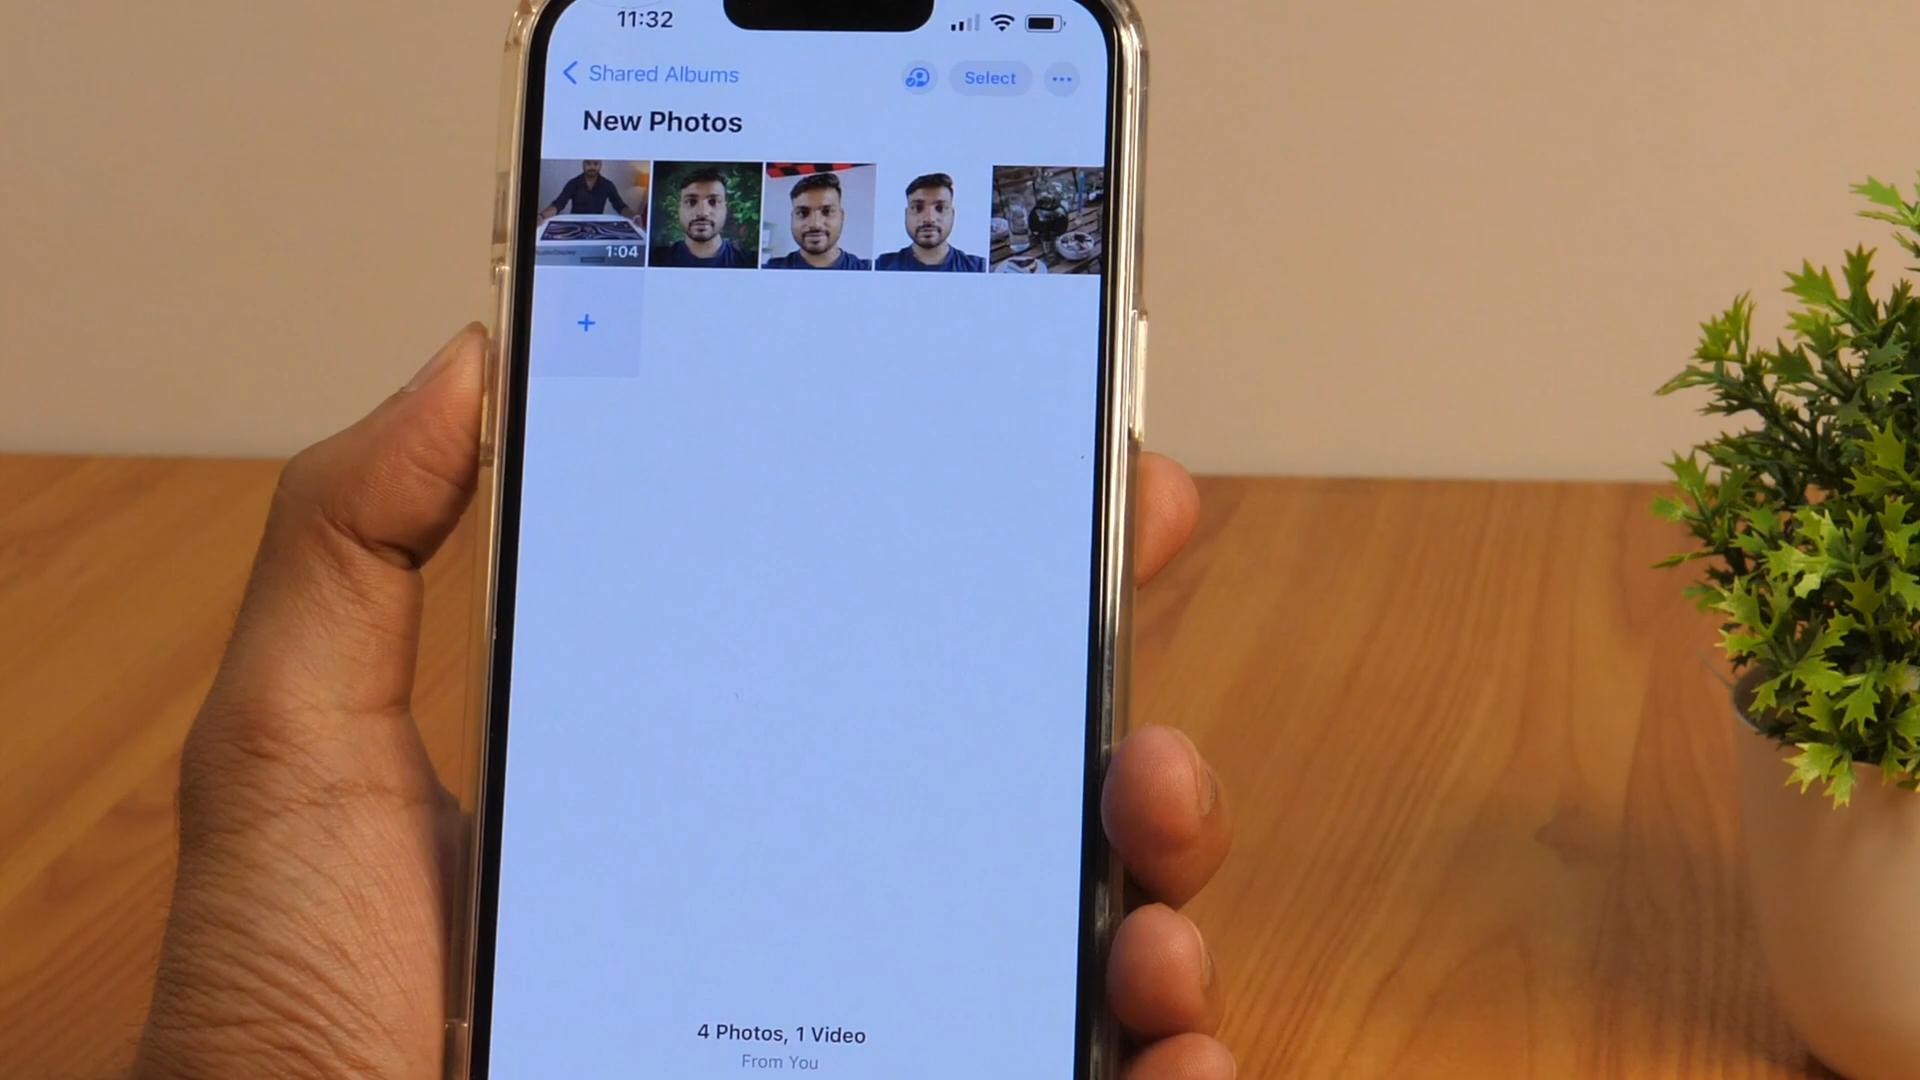 11:32
Shared Albums
Select
New Photos
1:04
4 Photos, 1 Video
From You